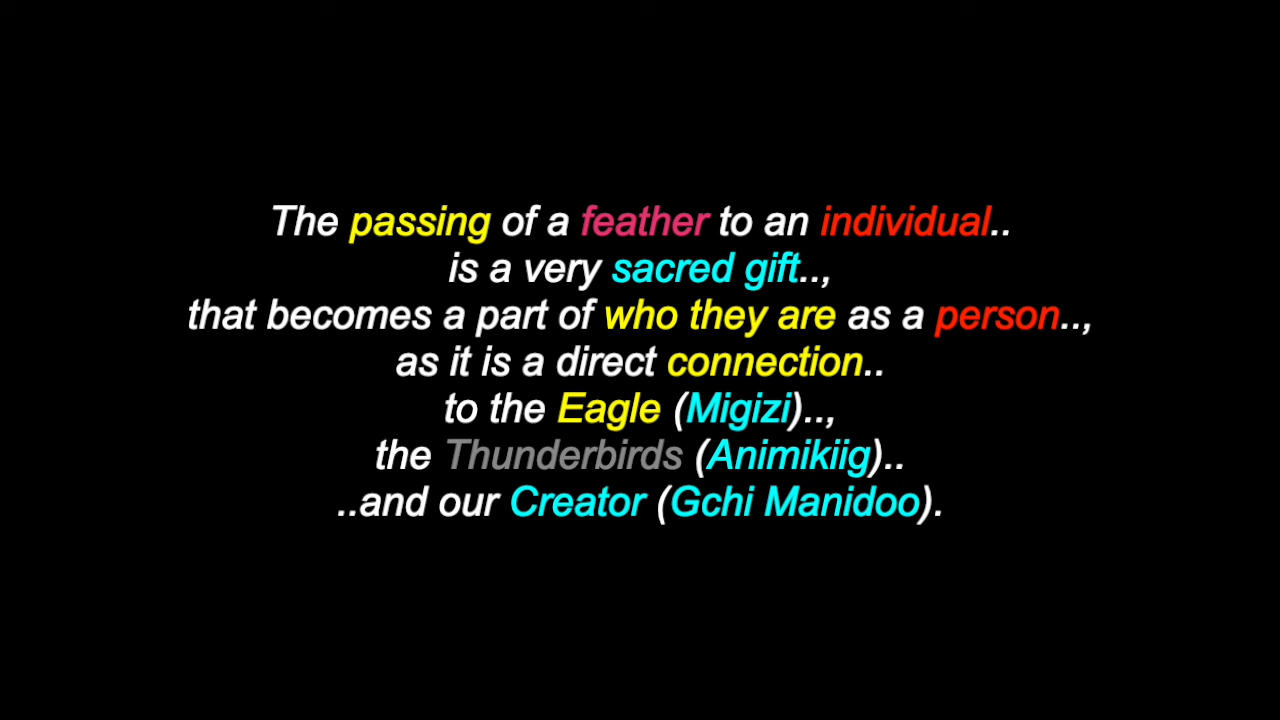 The passing of a feather to an individual..
is a very sacred gift..,
that becomes a part of who they are as a person..,
as it is a direct connection..
to the Eagle (Migizi)..,
the Thunderbirds (Animikiig)..
..and our Creator (Gchi Manidoo).